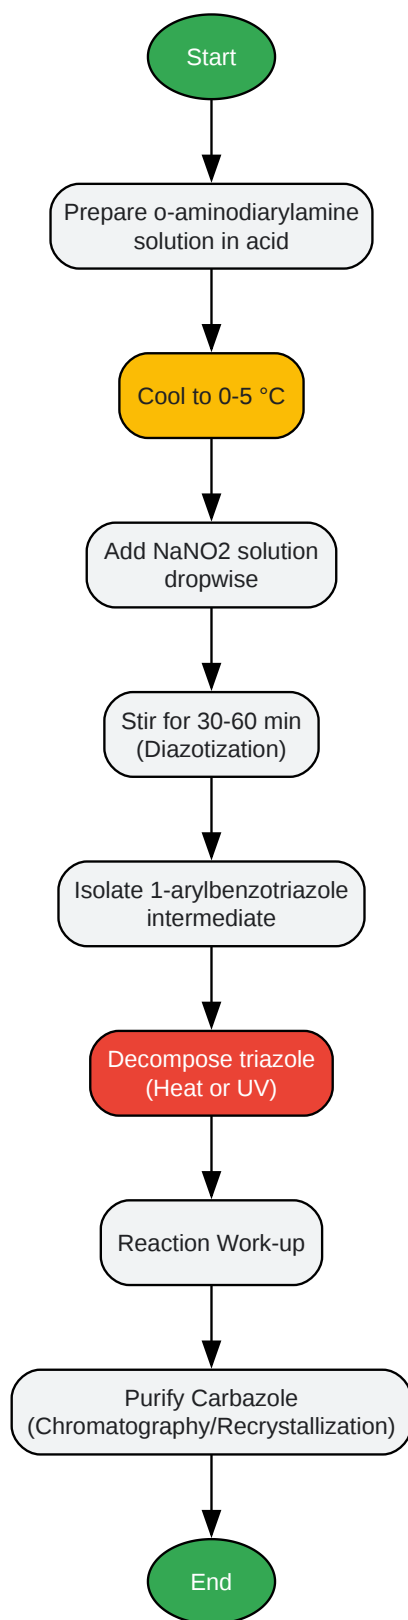 Start
Prepare o-aminodiarylamine
solution in acid
Cool to 0-5 °C
Add NaNO2 solution
dropwise
Stir for 30-60 min
(Diazotization)
Isolate 1-arylbenzotriazole
intermediate
Decompose triazole
(Heat or UV)
Reaction Work-up
Purify Carbazole
(Chromatography/Recrystallization)
End